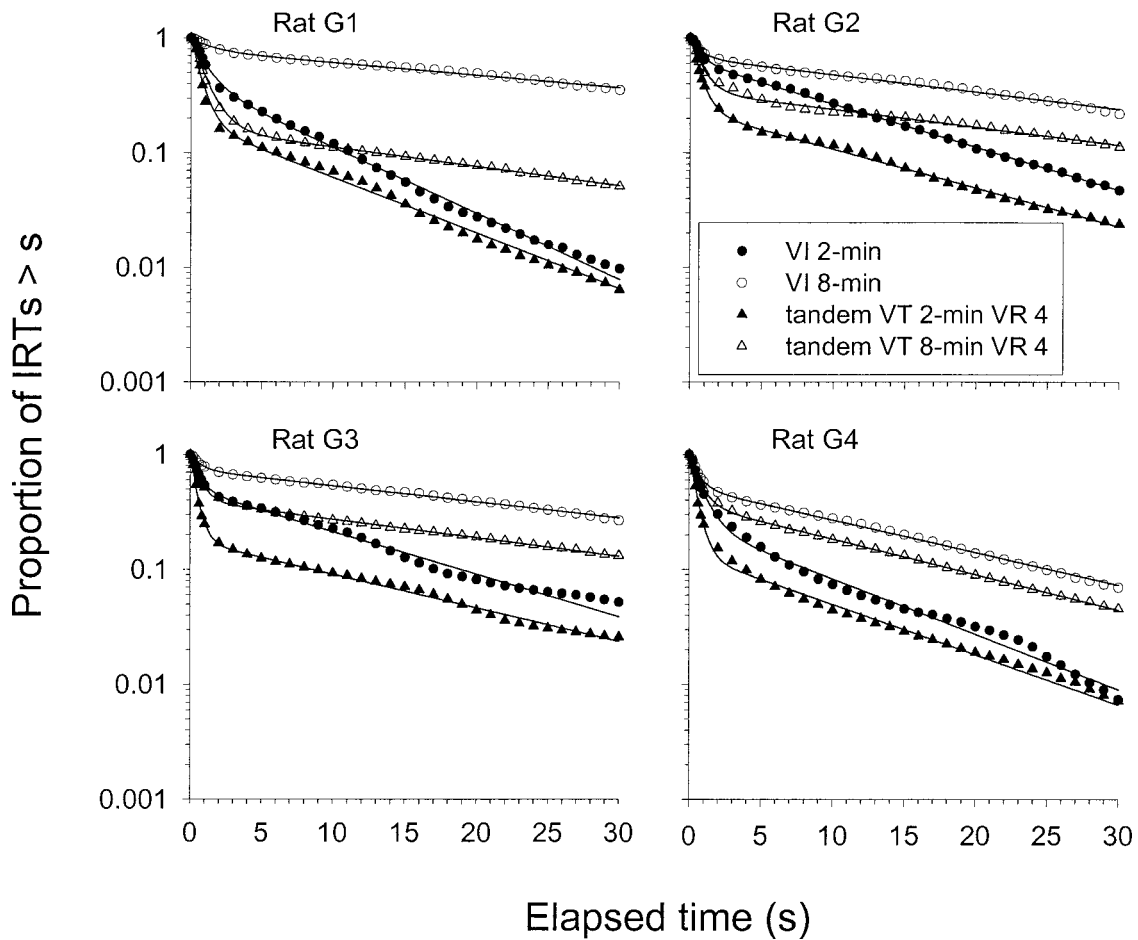 Rat G1
Rat G2
1
0.1
0.01
0.001
VI 2-min
VI 8-min
tandem VT 2-min VR 4
tandem VT 8-min VR 4
Rat G3
Rat G4
1
0.1
0.01
0.001
0 5 10 15 20 25 30
0 5 10 15 20 25 30
Proportion of IRTs > s
Elapsed time (s)